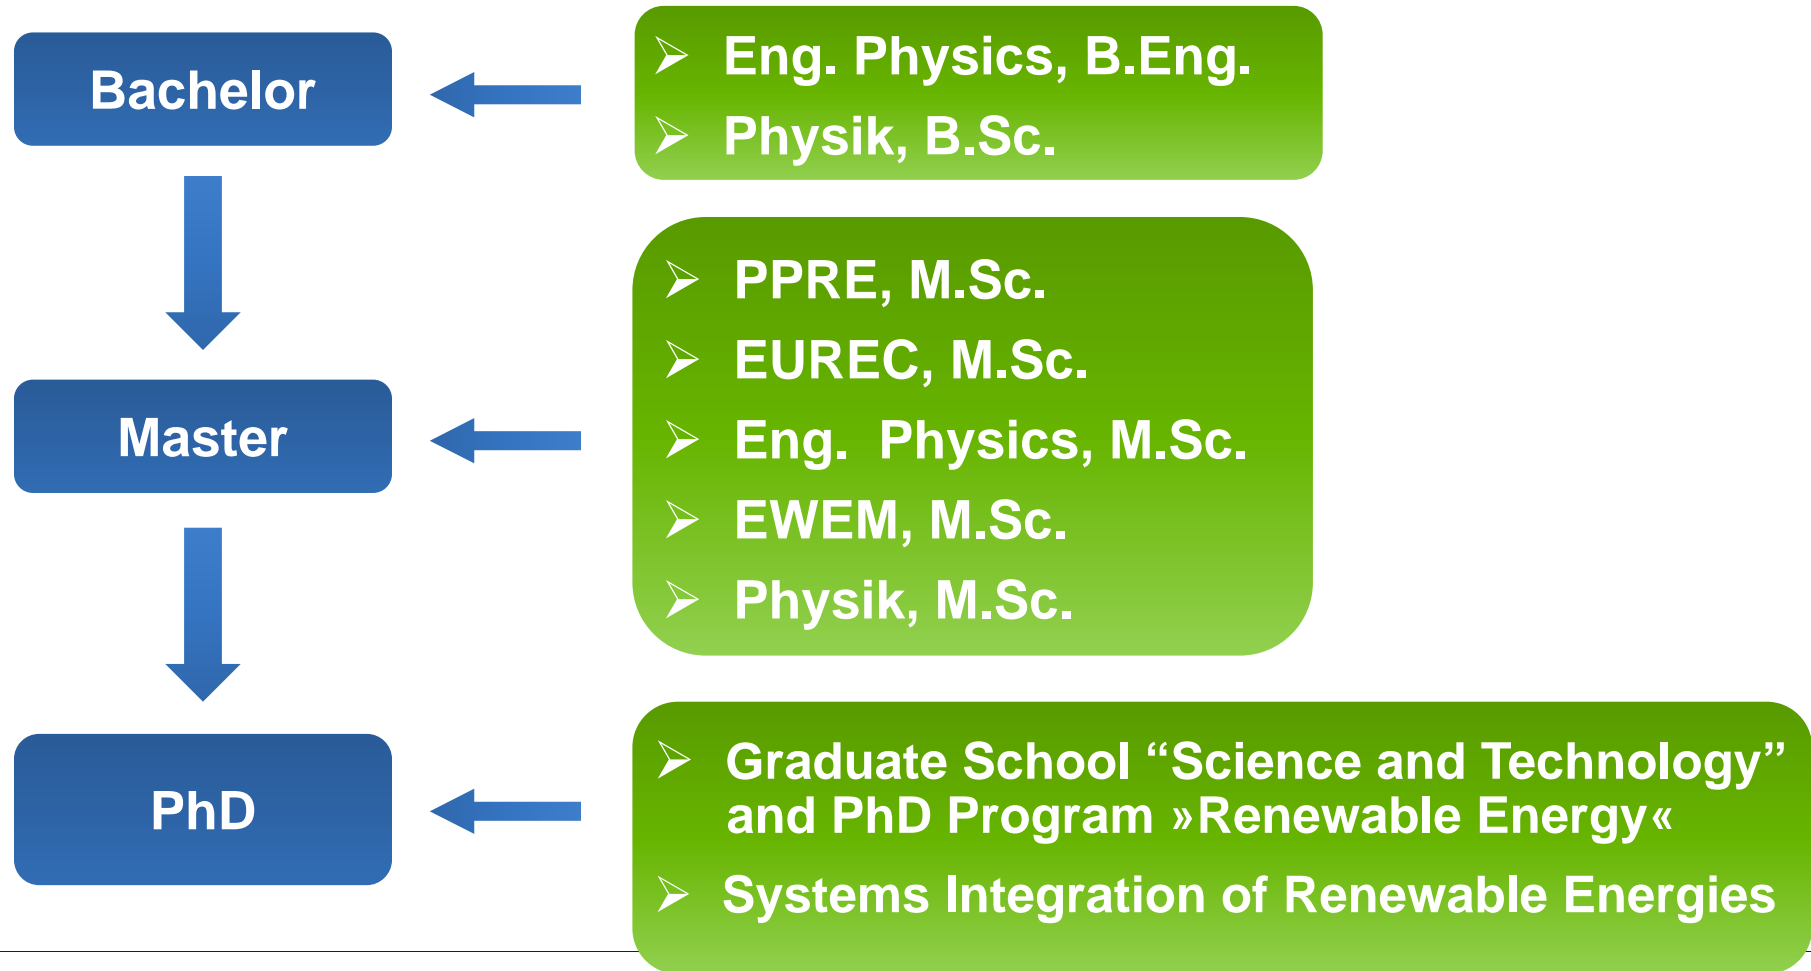 Bachelor
Eng. Physics, B.Eng.
Physik, B.Sc.
Master
PPRE, M.Sc.
EUREC, M.Sc.
Eng.  Physics, M.Sc.
EWEM, M.Sc.
Physik, M.Sc.
PhD
Graduate School “Science and Technology”
and PhD Program »Renewable Energy«
Systems Integration of Renewable Energies